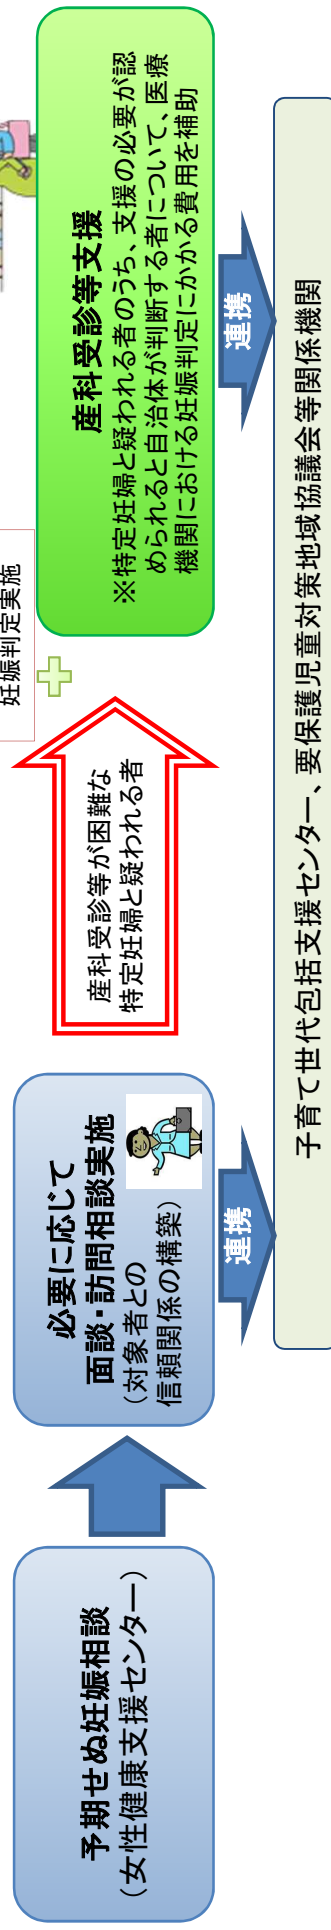 予期せぬ妊娠相談
（女性健康支援センター）
必要に応じて
面談・訪問相談実施
（対象者との
信頼関係の構築）
産科受診等が困難な
特定妊婦と疑われる者
妊娠判定実施
産科受診等支援
※特定妊婦と疑われる者のうち、支援の必要が認
められると自治体が判断する者について、医療
機関における妊娠判定にかかる費用を補助
連携
連携
子育て世代包括支援センター、要保護児童対策地域協議会等関係機関